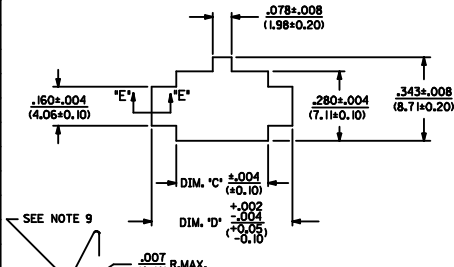 .078±.008
(1.98±0.20)
"E" "E"
.160±.004
(4.06±0.10)
.280±.004
(7.11±0.10)
.343±.008
(8.71±0.20)
DIM. "C" ±.004
(±0.10)
DIM. "D" +.002
-.004
(+0.05
-0.10)
SEE NOTE 9
.007 R.MAX.